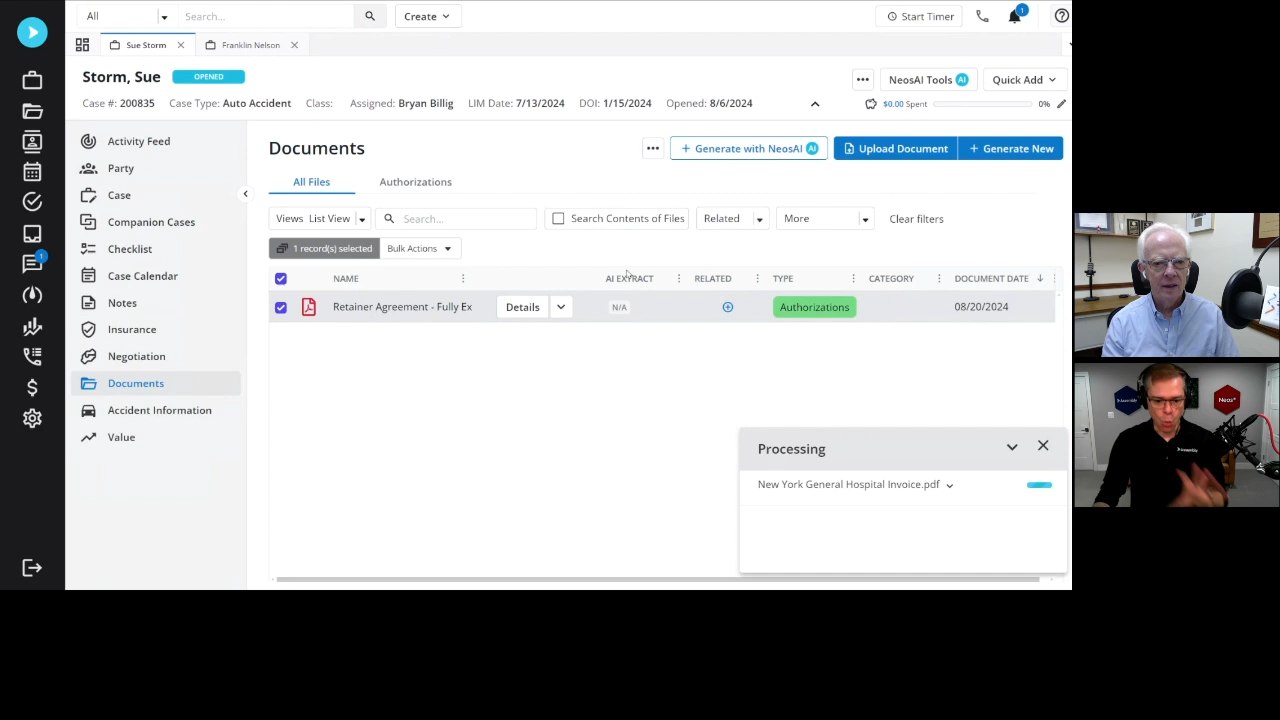 All
Search...
Create
Start Timer
1
Sue Storm
Franklin Nelson
Storm, Sue
OPENED
NeosAI Tools AI
Quick Add
Case #: 200835
Case Type: Auto Accident
Class:
Assigned: Bryan Billig
LIM Date: 7/13/2024
DOI: 1/15/2024
Opened: 8/6/2024
$0.00 Spent
0%
Activity Feed
Party
Case
Companion Cases
Checklist
1
Case Calendar
Notes
Insurance
Negotiation
Documents
Accident Information
Value
Documents
+ Generate with NeosAI AI
Upload Document
+ Generate New
All Files
Authorizations
Views List View
Search...
Search Contents of Files
Related
More
Clear filters
1 record(s) selected
Bulk Actions
NAME
AI EXTRACT
RELATED
TYPE
CATEGORY
DOCUMENT DATE
Retainer Agreement - Fully Ex
Details
N/A
Authorizations
08/20/2024
Processing
New York General Hospital Invoice.pdf
Neos